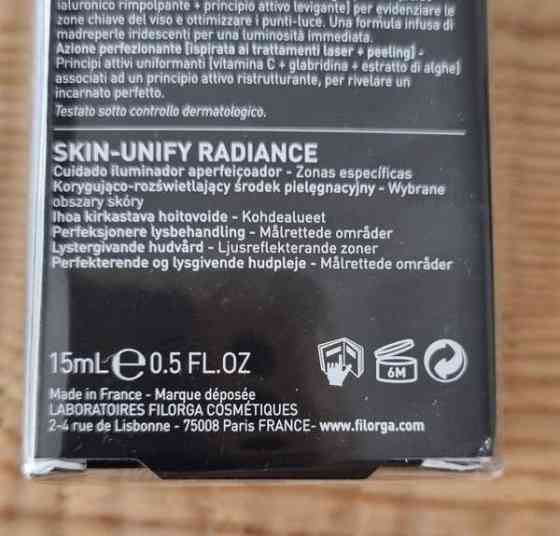 ialuronico rimpolpante + principio attivo levigante) per evidenziare le
zone chiave del viso e ottimizzare i punti-luce. Una formula infusa di
madreperle iridescenti per una luminosità immediata.
Azione perfezionante [ispirata ai trattamenti laser + peeling] -
Principi attivi uniformanti [vitamina C + glabridina + estratto di alghe]
associati ad un principio attivo ristrutturante, per rivelare un
incarnato perfetto.
Testato sotto controllo dermatologico.
SKIN-UNIFY RADIANCE
Cuidado iluminador aperfeiçoador - Zonas específicas
Korygująco-rozświetlający środek pielęgnacyjny - Wybrane
obszary skóry
Ihoa kirkastava hoitovoide - Kohdealueet
Perfeksjonere lysbehandling - Målrettede områder
Lystergivande hudvård - Ljusreflekterande zoner
Perfekterende og lysgivende hudpleje - Målrettede områder
15mL e 0.5 FL.OZ
6M
Made in France - Marque déposée
LABORATOIRES FILORGA COSMÉTIQUES
2-4 rue de Lisbonne - 75008 Paris FRANCE- www.filorga.com